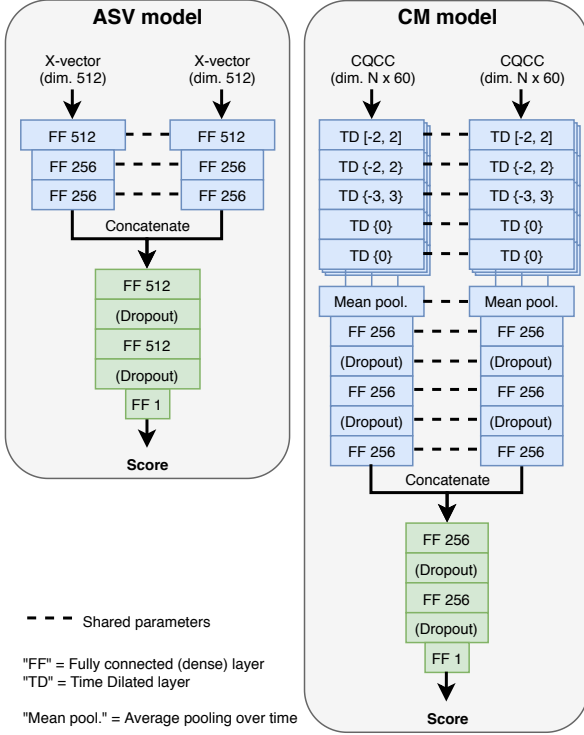 ASV model
X-vector X-vector
(dim. 512) (dim. 512)
FF 512 FF 512
FF 256 FF 256
FF 256 FF 256
Concatenate
FF 512
(Dropout)
FF 512
(Dropout)
FF 1
Score
CM model
CQCC CQCC
(dim. N x 60) (dim. N x 60)
TD [-2, 2] TD [-2, 2]
TD {-2, 2} TD {-2, 2}
TD {-3, 3} TD {-3, 3}
TD {0} TD {0}
TD {0} TD {0}
Mean pool. Mean pool.
FF 256 FF 256
(Dropout) (Dropout)
FF 256 FF 256
(Dropout) (Dropout)
FF 256 FF 256
Concatenate
FF 256
(Dropout)
FF 256
(Dropout)
FF 1
Score
Shared parameters
"FF" = Fully connected (dense) layer
"TD" = Time Dilated layer
"Mean pool." = Average pooling over time